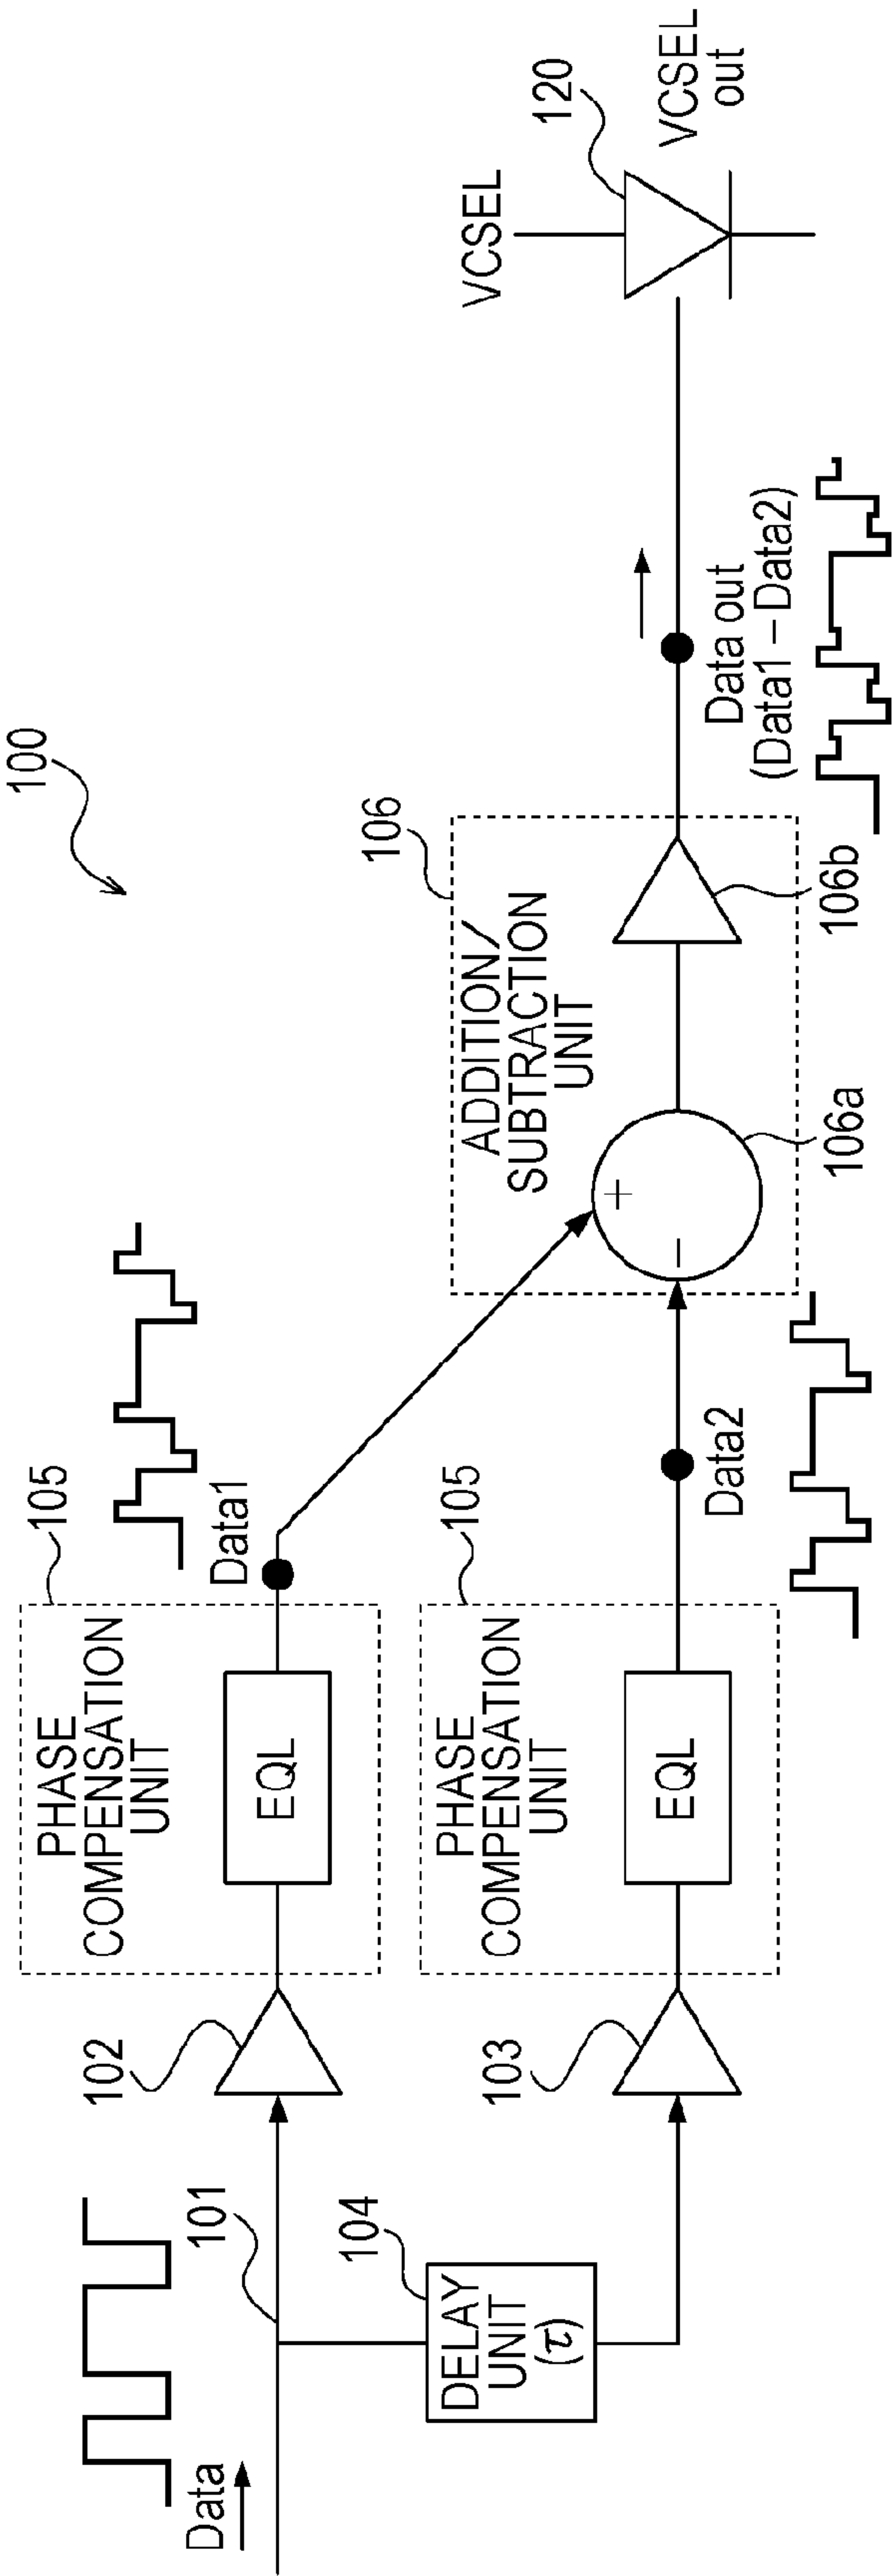 100
Data
101
102
PHASE
COMPENSATION
UNIT
EQL
105
Data1
104
DELAY
UNIT
(τ)
103
PHASE
COMPENSATION
UNIT
EQL
105
Data2
106
ADDITION/
SUBTRACTION
UNIT
+
−
106a
106b
Data out
(Data1 − Data2)
VCSEL
120
VCSEL
out